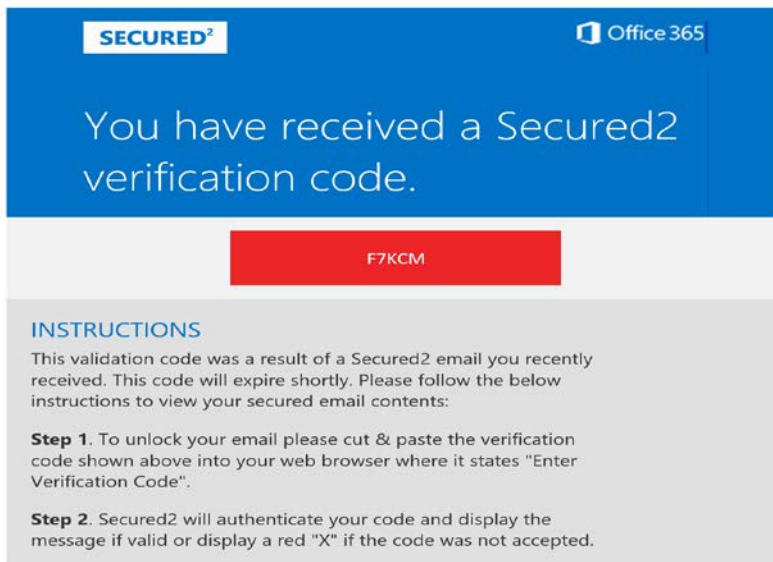 SECURED²
Office 365
You have received a Secured2
verification code.
F7KCM
INSTRUCTIONS
This validation code was a result of a Secured2 email you recently
received. This code will expire shortly. Please follow the below
instructions to view your secured email contents:
Step 1. To unlock your email please cut & paste the verification
code shown above into your web browser where it states "Enter
Verification Code".
Step 2. Secured2 will authenticate your code and display the
message if valid or display a red "X" if the code was not accepted.